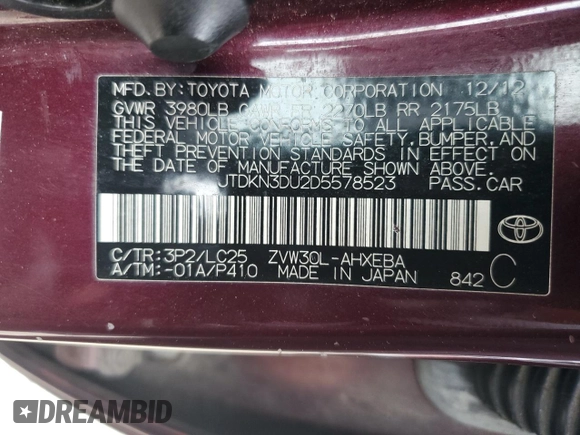 MFD. BY: TOYOTA MOTOR CORPORATION 12/12
GVWR 3980LB GAWR FR 2270LB RR 2175LB
THIS VEHICLE CONFORMS TO ALL APPLICABLE
FEDERAL MOTOR VEHICLE SAFETY, BUMPER, AND
THEFT PREVENTION STANDARDS IN EFFECT ON
THE DATE OF MANUFACTURE SHOWN ABOVE.
JTDKN3DU2D5578523 PASS. CAR
C/TR: 3P2/LC25 ZVW30L-AHXEBA
A/TM: -01A/P410 MADE IN JAPAN 842 C
DREAMBID